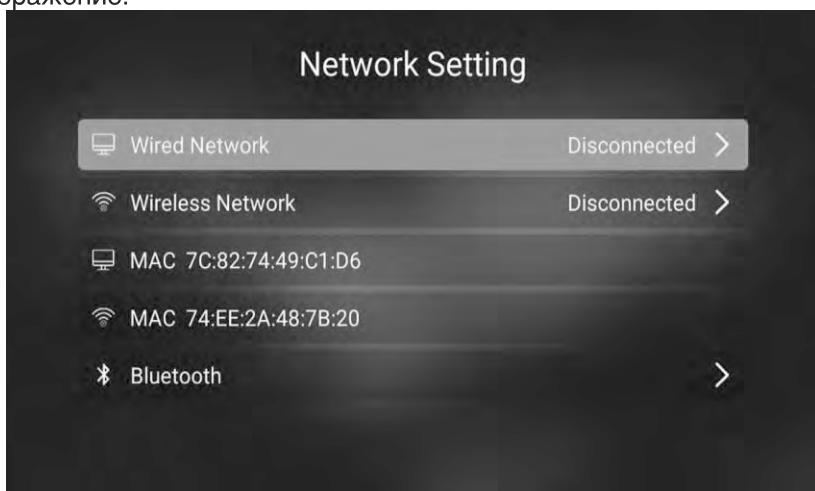 Network Setting
Wired Network Disconnected
Wireless Network Disconnected
MAC 7C:82:74:49:C1:D6
MAC 74:EE:2A:48:7B:20
Bluetooth